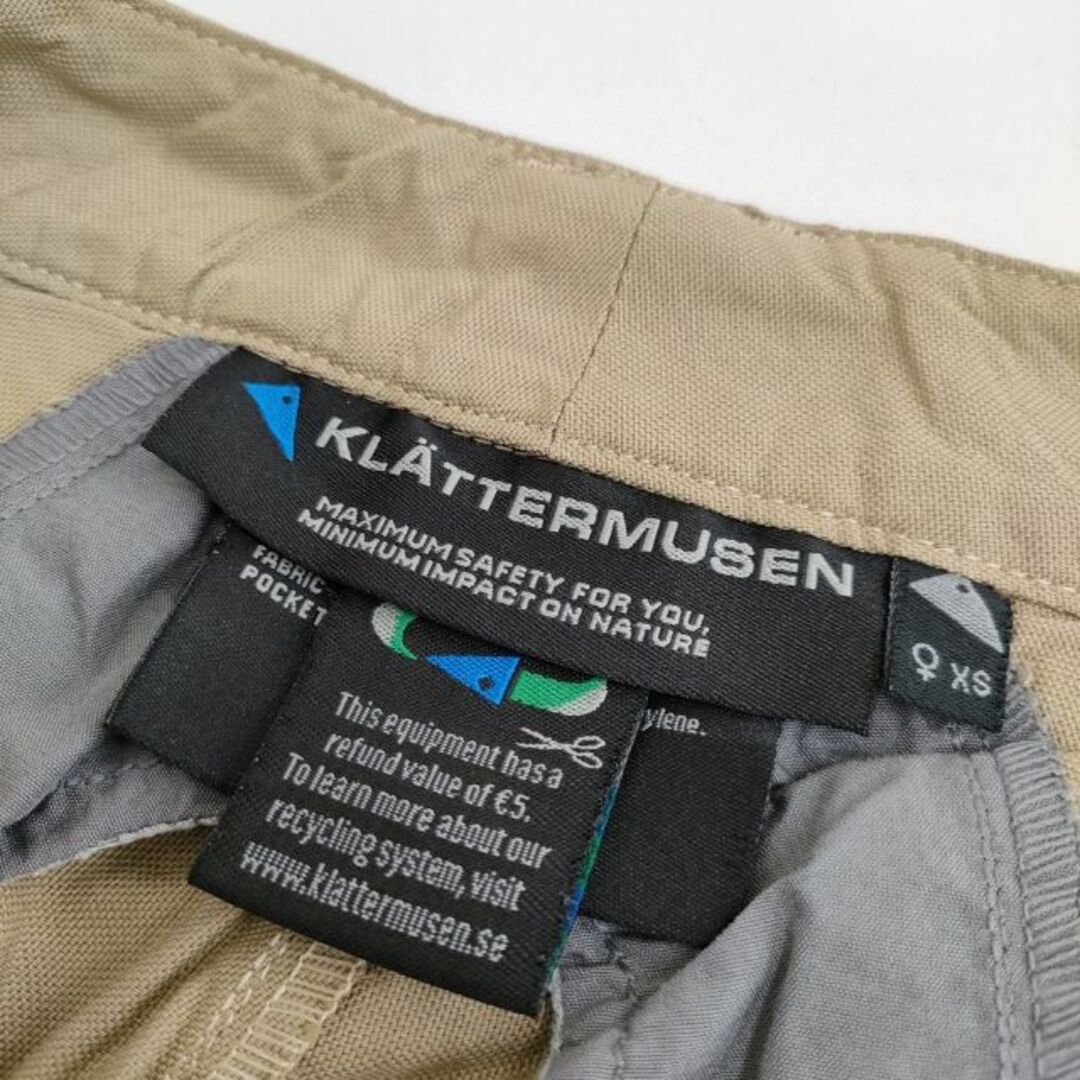 KLÄTTERMUSEN
MAXIMUM SAFETY FOR YOU,
MINIMUM IMPACT ON NATURE
♀ XS
FABRIC
POCKET
ylene.
This equipment has a
refund value of €5.
To learn more about our
recycling system, visit
www.klattermusen.se